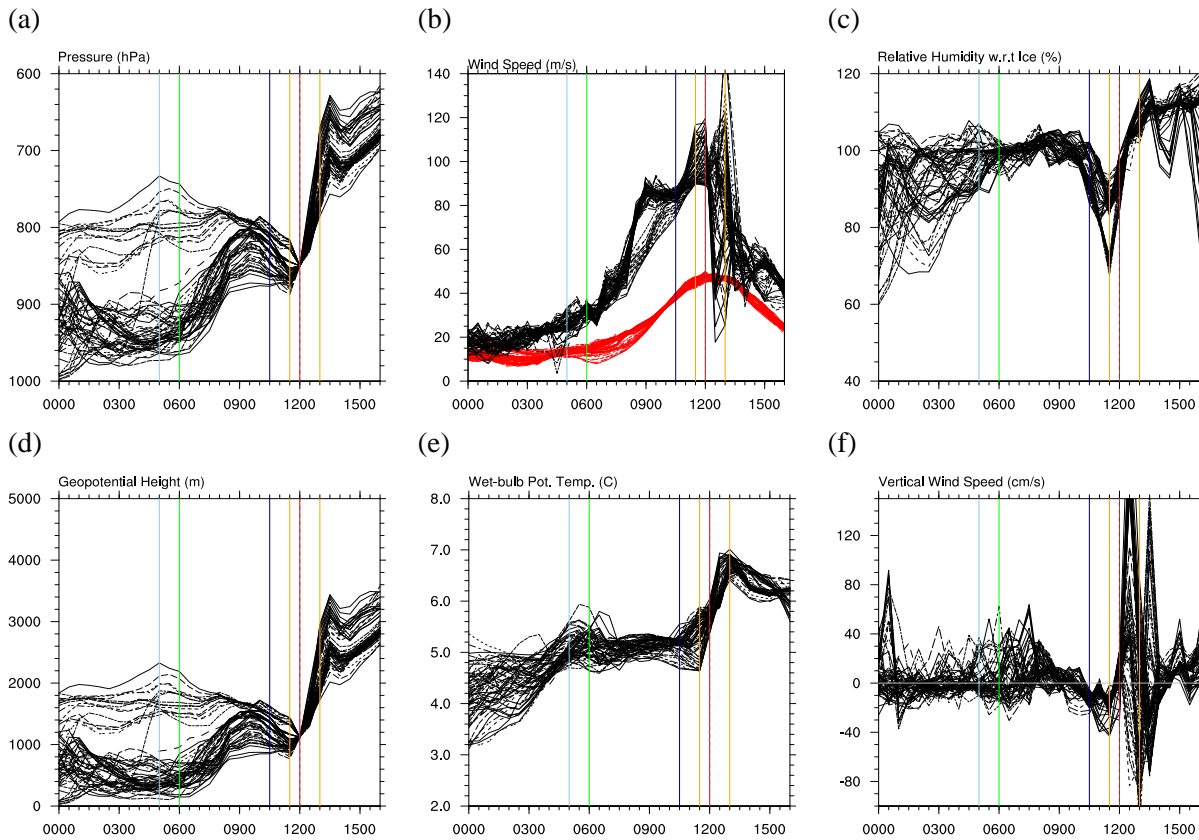 (a) (b) (c)
Pressure (hPa) Wind Speed (m/s) Relative Humidity w.r.t Ice (%)
600 140 120
120
700 100 100
800 80 80
60
900 40 60
20
1000 0 40
0000 0300 0600 0900 1200 1500 0000 0300 0600 0900 1200 1500 0000 0300 0600 0900 1200 1500
(d) (e) (f)
Geopotential Height (m) Wet-bulb Pot. Temp. (C) Vertical Wind Speed (cm/s)
5000 8.0
120
4000 7.0
80
3000 6.0 40
2000 5.0 0
4.0 -40
1000 3.0
-80
0 2.0
0000 0300 0600 0900 1200 1500 0000 0300 0600 0900 1200 1500 0000 0300 0600 0900 1200 1500